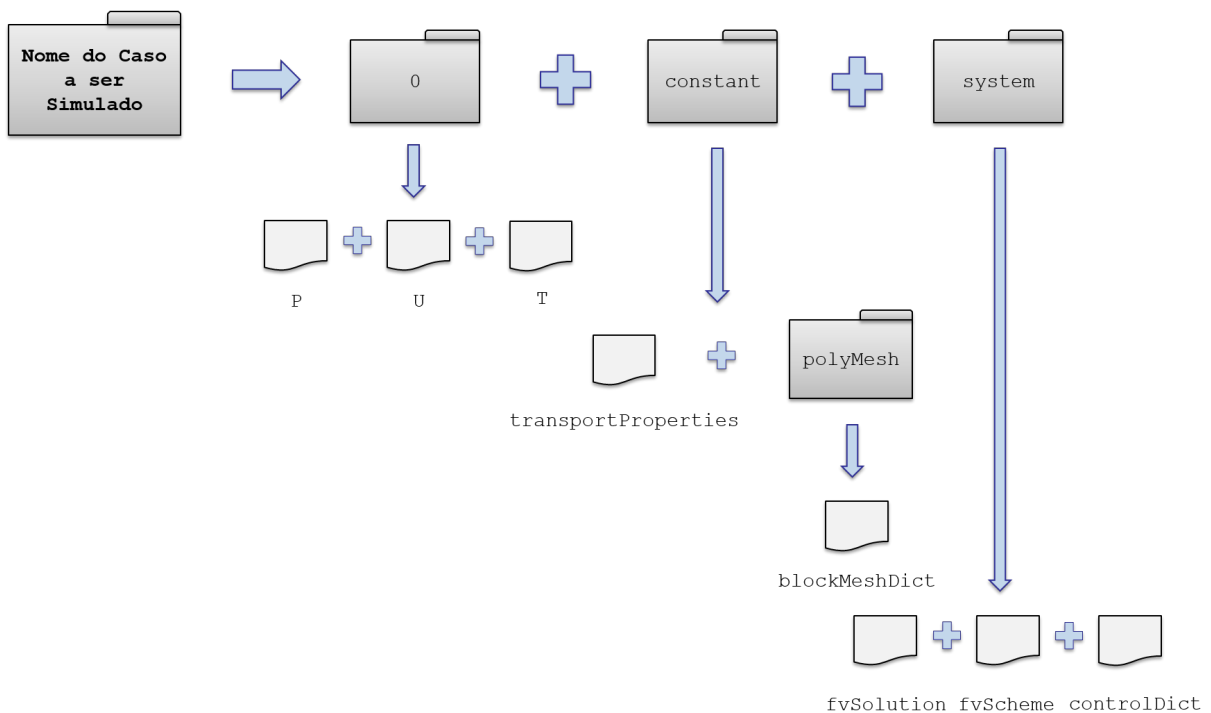 Nome do Caso
a ser
Simulado
0
constant
system
P
U
T
transportProperties
polyMesh
blockMeshDict
fvSolution
fvScheme
controlDict